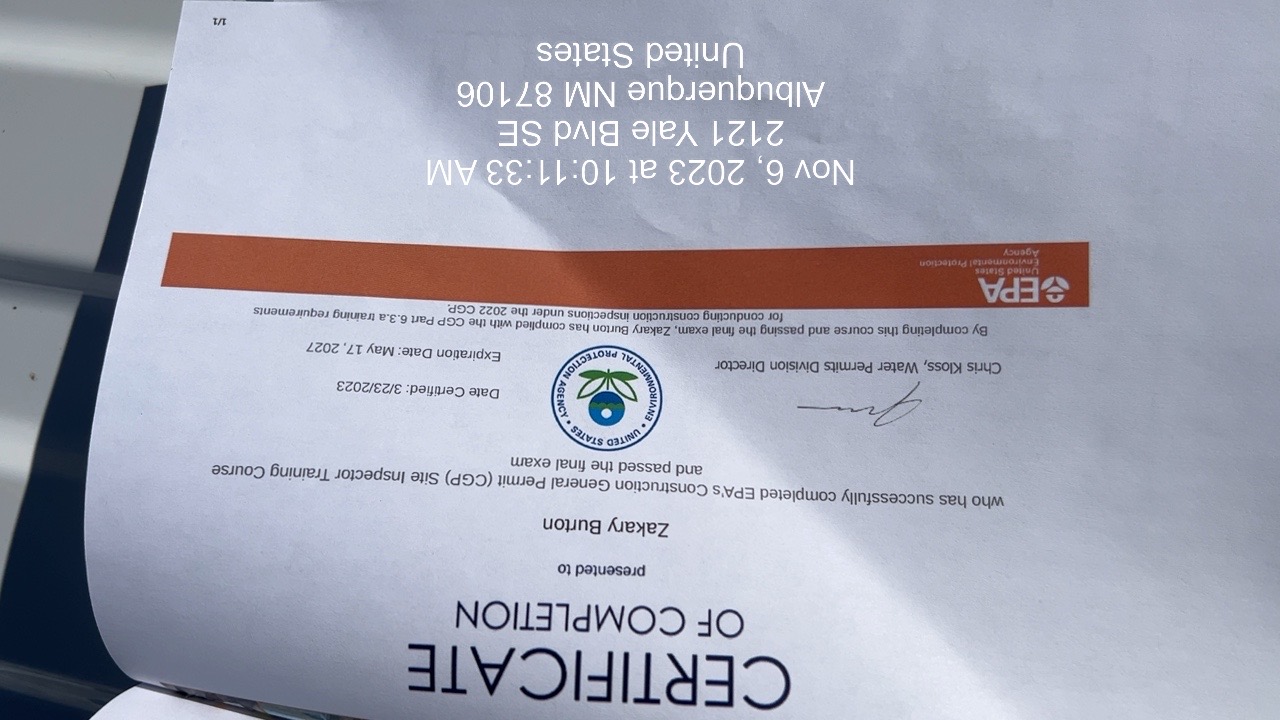 CERTIFICATE
OF COMPLETION
presented to
Zakary Burton
who has successfully completed EPA's Construction General Permit (CGP) Site Inspector Training Course
and passed the final exam
UNITED STATES • ENVIRONMENTAL PROTECTION AGENCY •
Date Certified: 3/23/2023
Chris Kloss, Water Permits Division Director
Expiration Date: May 17, 2027
By completing this course and passing the final exam, Zakary Burton has complied with the CGP Part 6.3.a training requirements
for conducting construction inspections under the 2022 CGP.
EPA
United States
Environmental Protection
Agency
Nov 6, 2023 at 10:11:33 AM
2121 Yale Blvd SE
Albuquerque NM 87106
United States
1/1